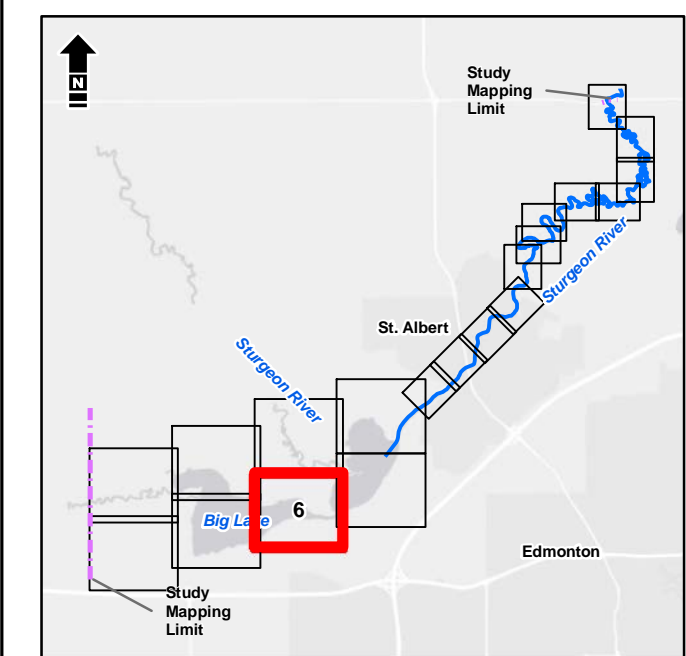 N
Study
Mapping
Limit
Sturgeon River
St. Albert
Sturgeon River
6
Big Lake
Edmonton
Study
Mapping
Limit